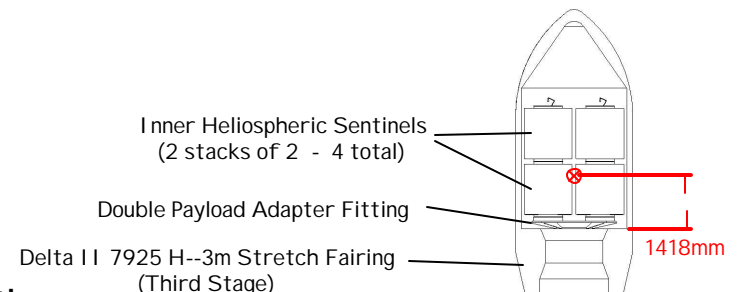 Inner Heliospheric Sentinels
(2 stacks of 2 - 4 total)
Double Payload Adapter Fitting
1418mm
Delta II 7925 H--3m Stretch Fairing
(Third Stage)